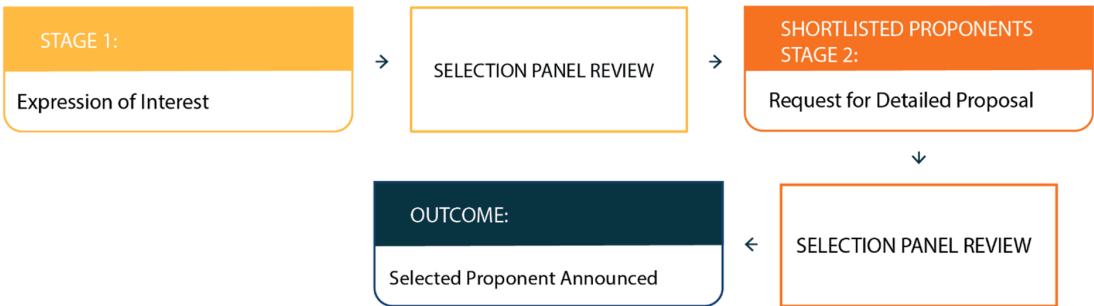 STAGE 1:
Expression of Interest
SELECTION PANEL REVIEW
SHORTLISTED PROPONENTS
STAGE 2:
Request for Detailed Proposal
SELECTION PANEL REVIEW
OUTCOME:
Selected Proponent Announced